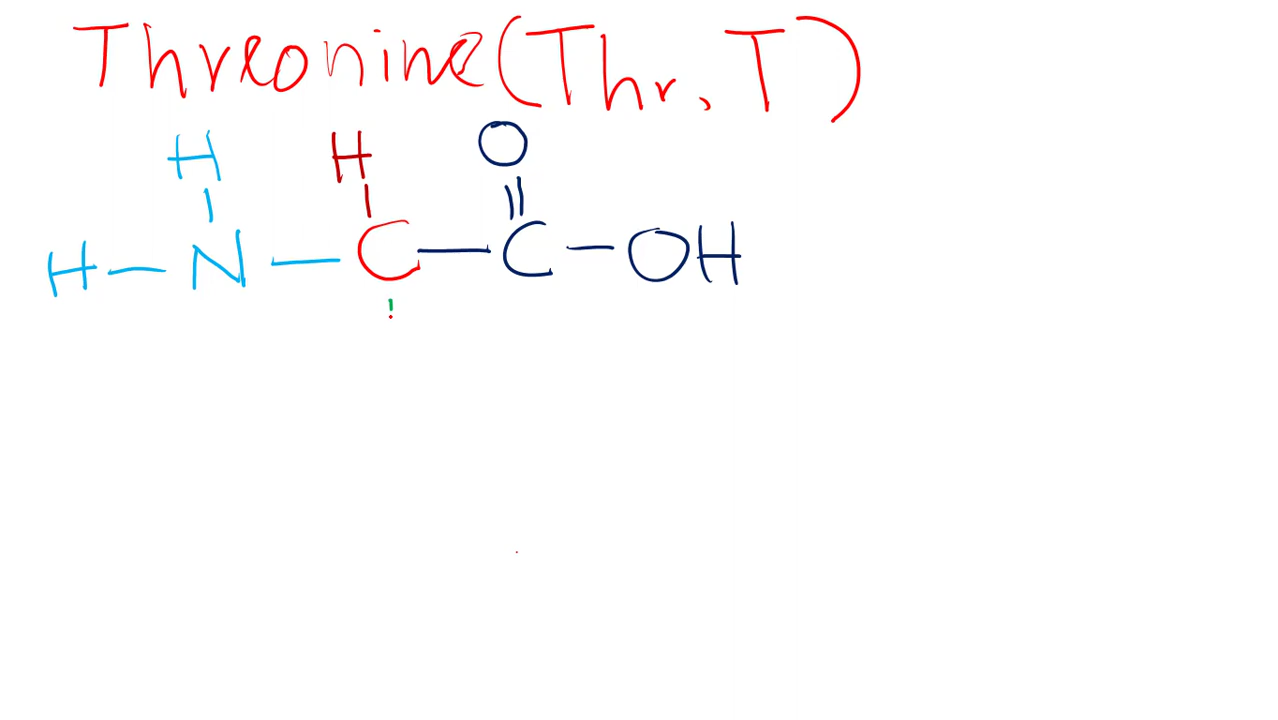 Threonine (Thr, T)
H H O
H — N — C — C — OH